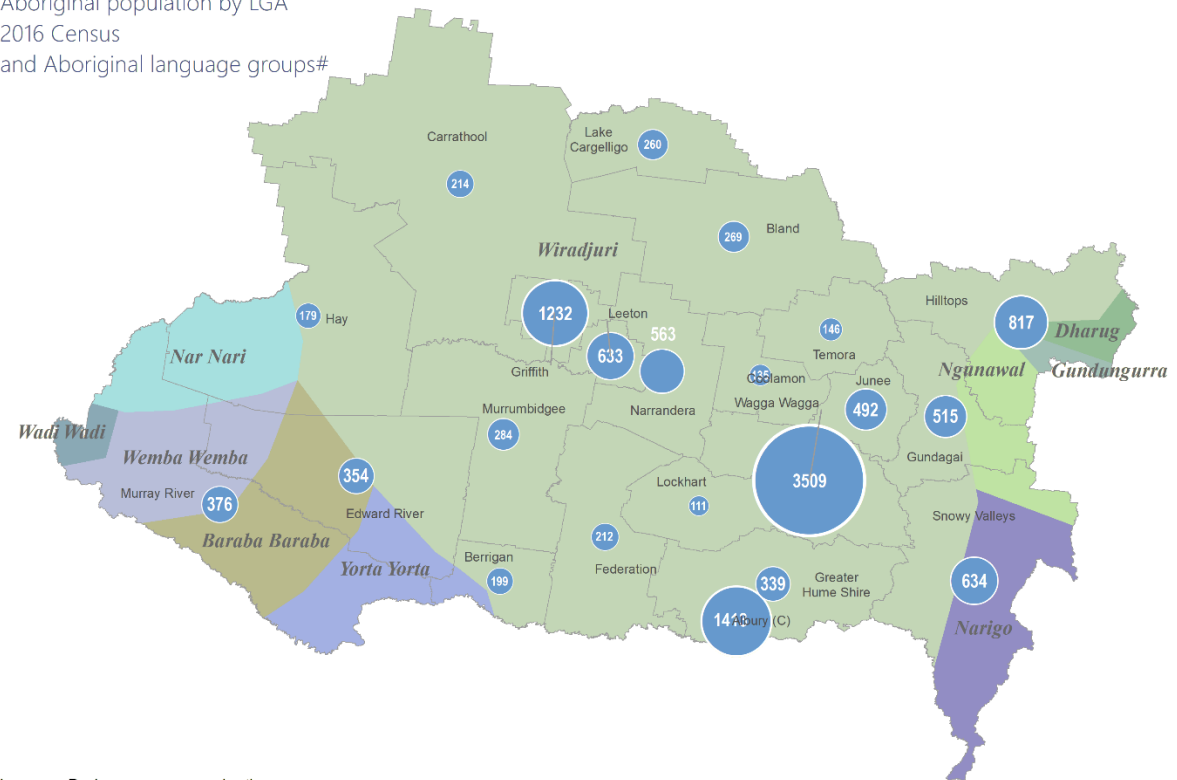 Aboriginal population by LGA
2016 Census
and Aboriginal language groups#
Carrathool
214
Lake
Cargelligo
260
Bland
269
Wiradjuri
Hay
179
1232
Griffith
Leeton
633
563
Narrandera
146
Temora
Coolamon
Wagga Wagga
3509
Junee
492
Hilltops
817
Dharug
Gundungurra
Ngunawal
515
Gundagai
Nar Nari
Wadi Wadi
Wemba Wemba
Murray River
376
354
Edward River
Baraba Baraba
Yorta Yorta
Murrumbidgee
284
Berrigan
199
Lockhart
111
212
Federation
339
Greater
Hume Shire
Albury (C)
Snowy Valleys
634
Narigo